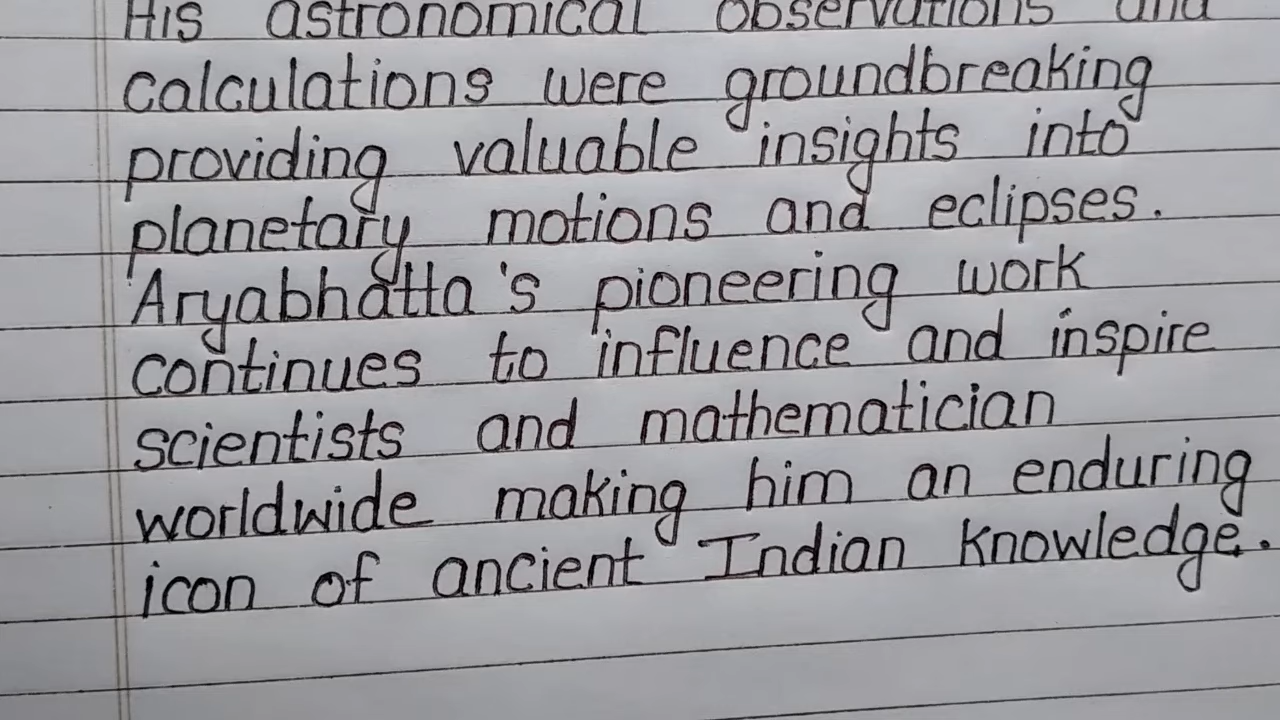 His astronomical observations and
calculations were groundbreaking
providing valuable insights into
planetary motions and eclipses.
Aryabhatta's pioneering work
continues to influence and inspire
scientists and mathematician
worldwide making him an enduring
icon of ancient Indian knowledge.